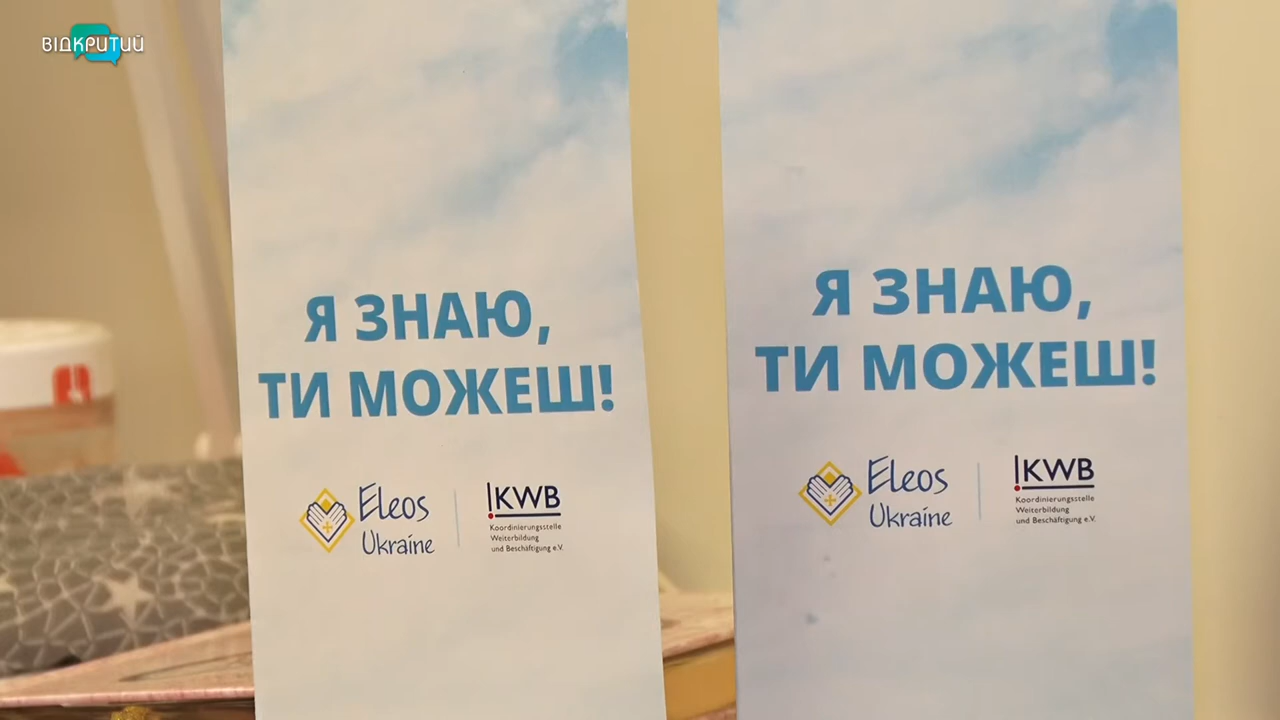 ВІДКРИТИЙ
Я ЗНАЮ,
ТИ МОЖЕШ!
Eleos
Ukraine
!KWB
Koordinierungsstelle
Weiterbildung
und Beschäftigung e.V.
Я ЗНАЮ,
ТИ МОЖЕШ!
Eleos
Ukraine
!KWB
Koordinierungsstelle
Weiterbildung
und Beschäftigung e.V.